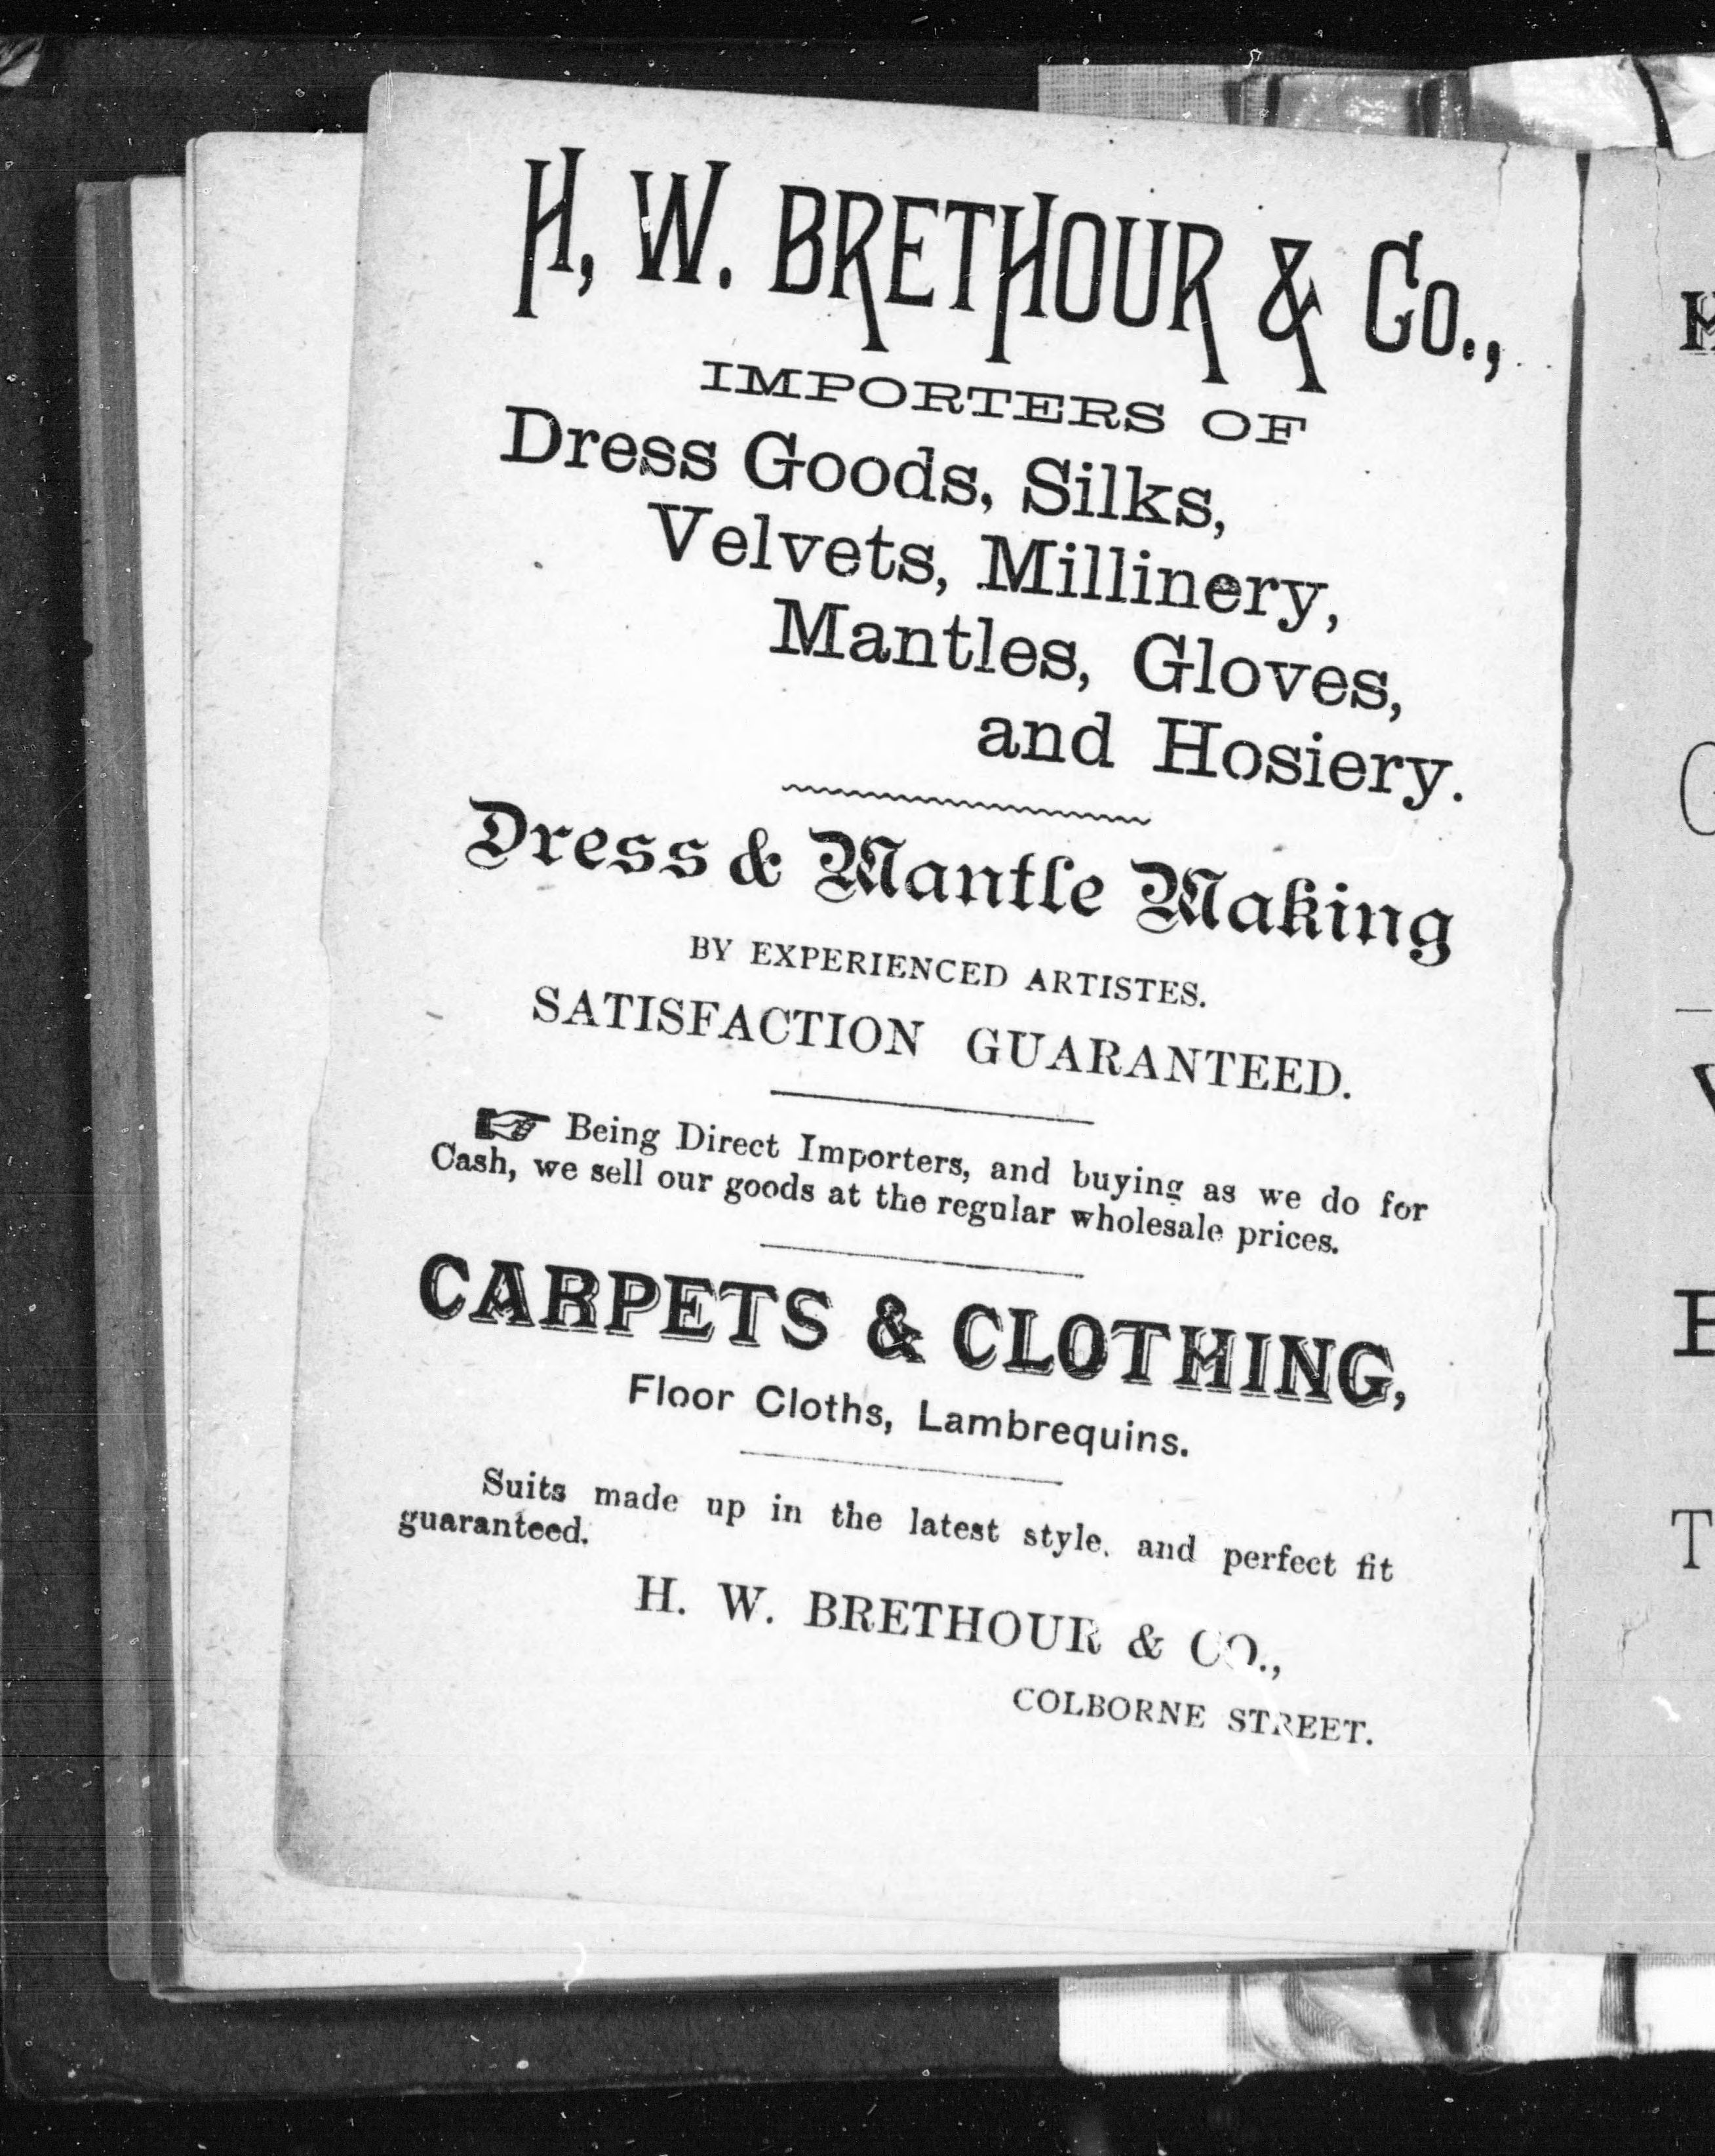 H, W. BRETHOUR & Co.,
IMPORTERS OF
Dress Goods, Silks,
Velvets, Millinery,
Mantles, Gloves,
and Hosiery.
Dress & Mantle Making
BY EXPERIENCED ARTISTES.
SATISFACTION GUARANTEED.
☞ Being Direct Importers, and buying as we do for
Cash, we sell our goods at the regular wholesale prices.
CARPETS & CLOTHING,
Floor Cloths, Lambrequins.
Suits made up in the latest style. and perfect fit
guaranteed.
H. W. BRETHOUR & CO.,
COLBORNE STREET.